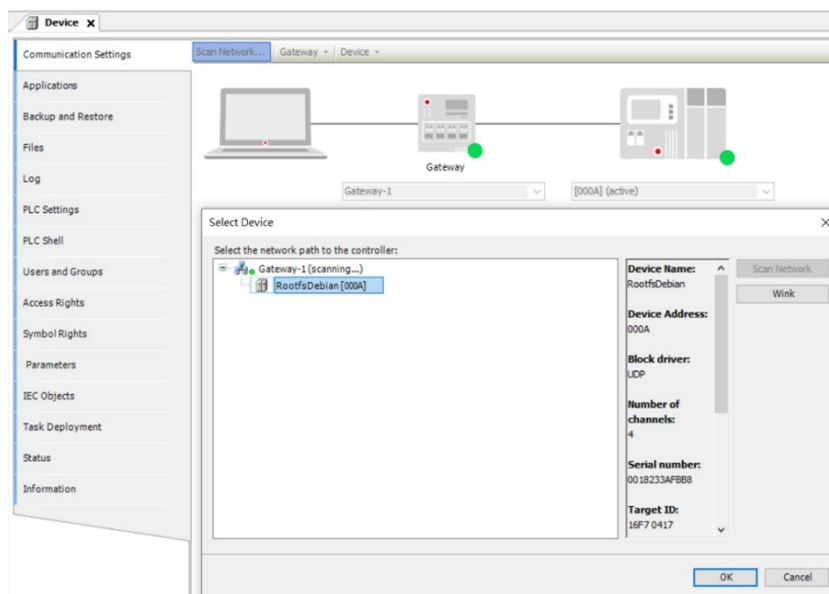 Device
Communication Settings
Applications
Backup and Restore
Files
Log
PLC Settings
PLC Shell
Users and Groups
Access Rights
Symbol Rights
Parameters
IEC Objects
Task Deployment
Status
Information
Scan Network... Gateway Device
Gateway
Gateway-1
[000A] (active)
Select Device
Select the network path to the controller:
Gateway-1 (scanning...)
RootfsDebian [000A]
Device Name:
RootfsDebian
Device Address:
000A
Block driver:
UDP
Number of
channels:
4
Serial number:
0018233AFBB8
Target ID:
16F7 0417
Scan Network
Wink
OK
Cancel